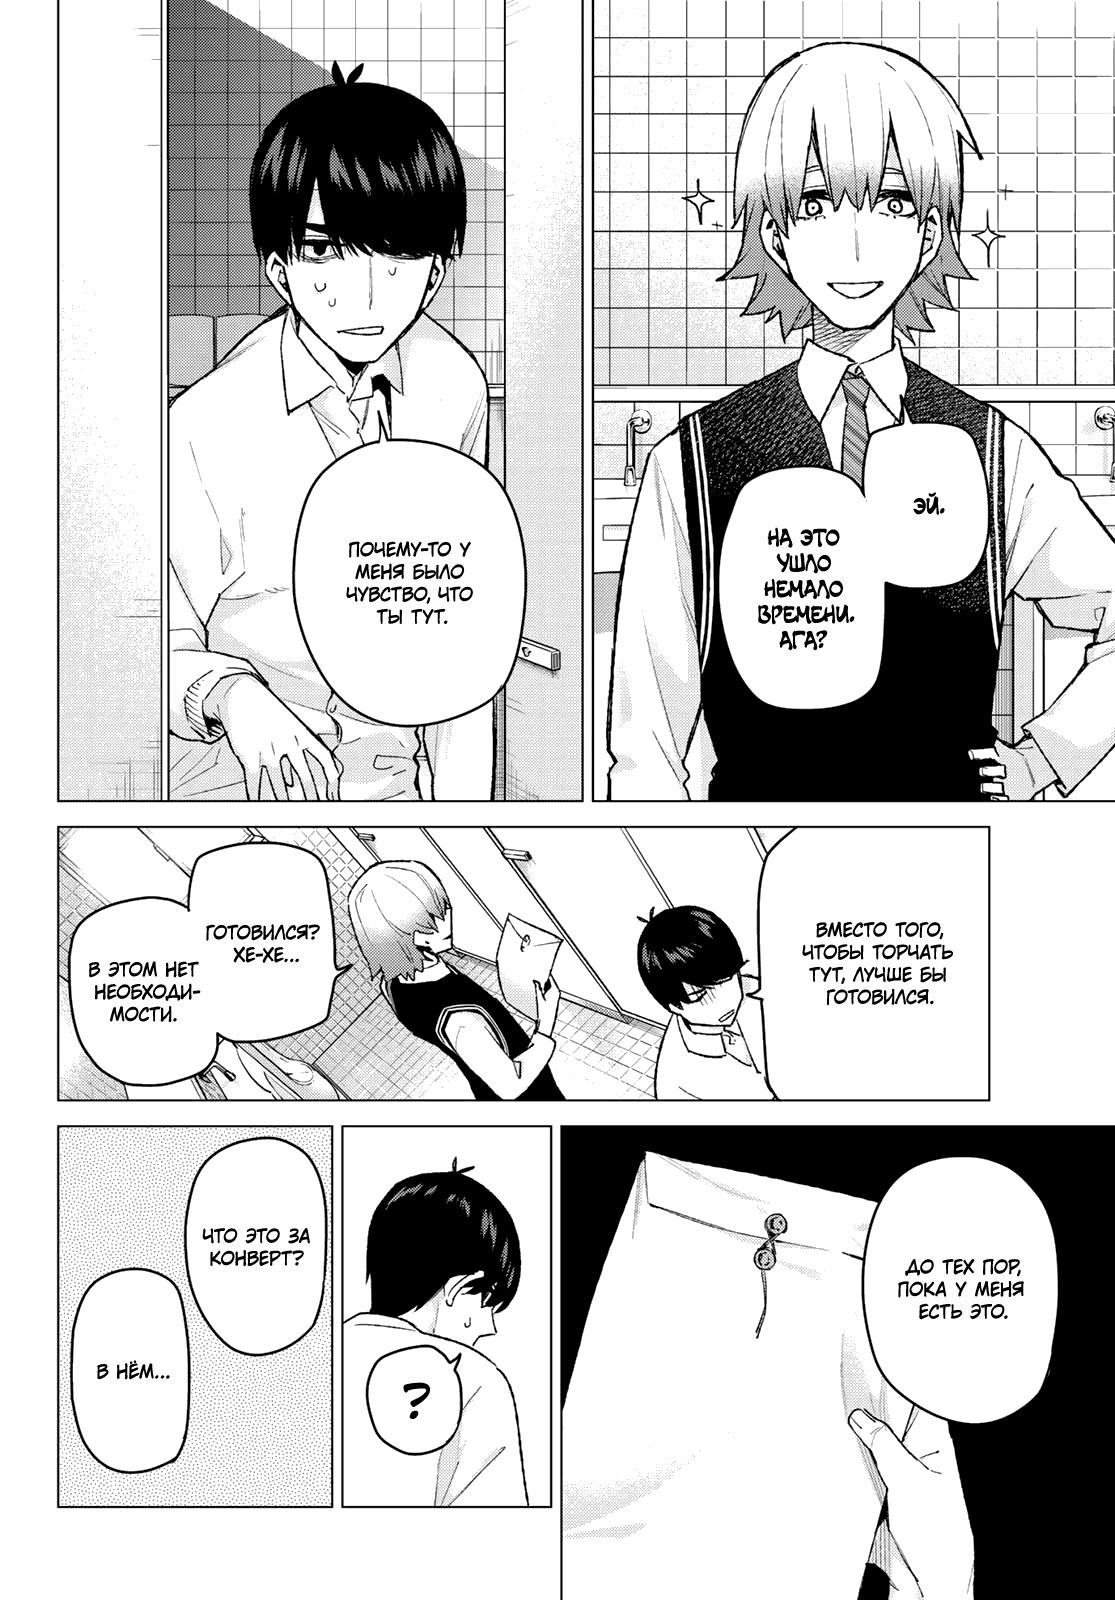 ЭЙ.
НА ЭТО
УШЛО
НЕМАЛО
ВРЕМЕНИ.
АГА?
ПОЧЕМУ-ТО У
МЕНЯ БЫЛО
ЧУВСТВО, ЧТО
ТЫ ТУТ.
ВМЕСТО ТОГО,
ЧТОБЫ ТОРЧАТЬ
ТУТ, ЛУЧШЕ БЫ
ГОТОВИЛСЯ.
ГОТОВИЛСЯ?
ХЕ-ХЕ...
В ЭТОМ НЕТ
НЕОБХОДИ-
МОСТИ.
ДО ТЕХ ПОР,
ПОКА У МЕНЯ
ЕСТЬ ЭТО.
?
ЧТО ЭТО ЗА
КОНВЕРТ?
В НЁМ...